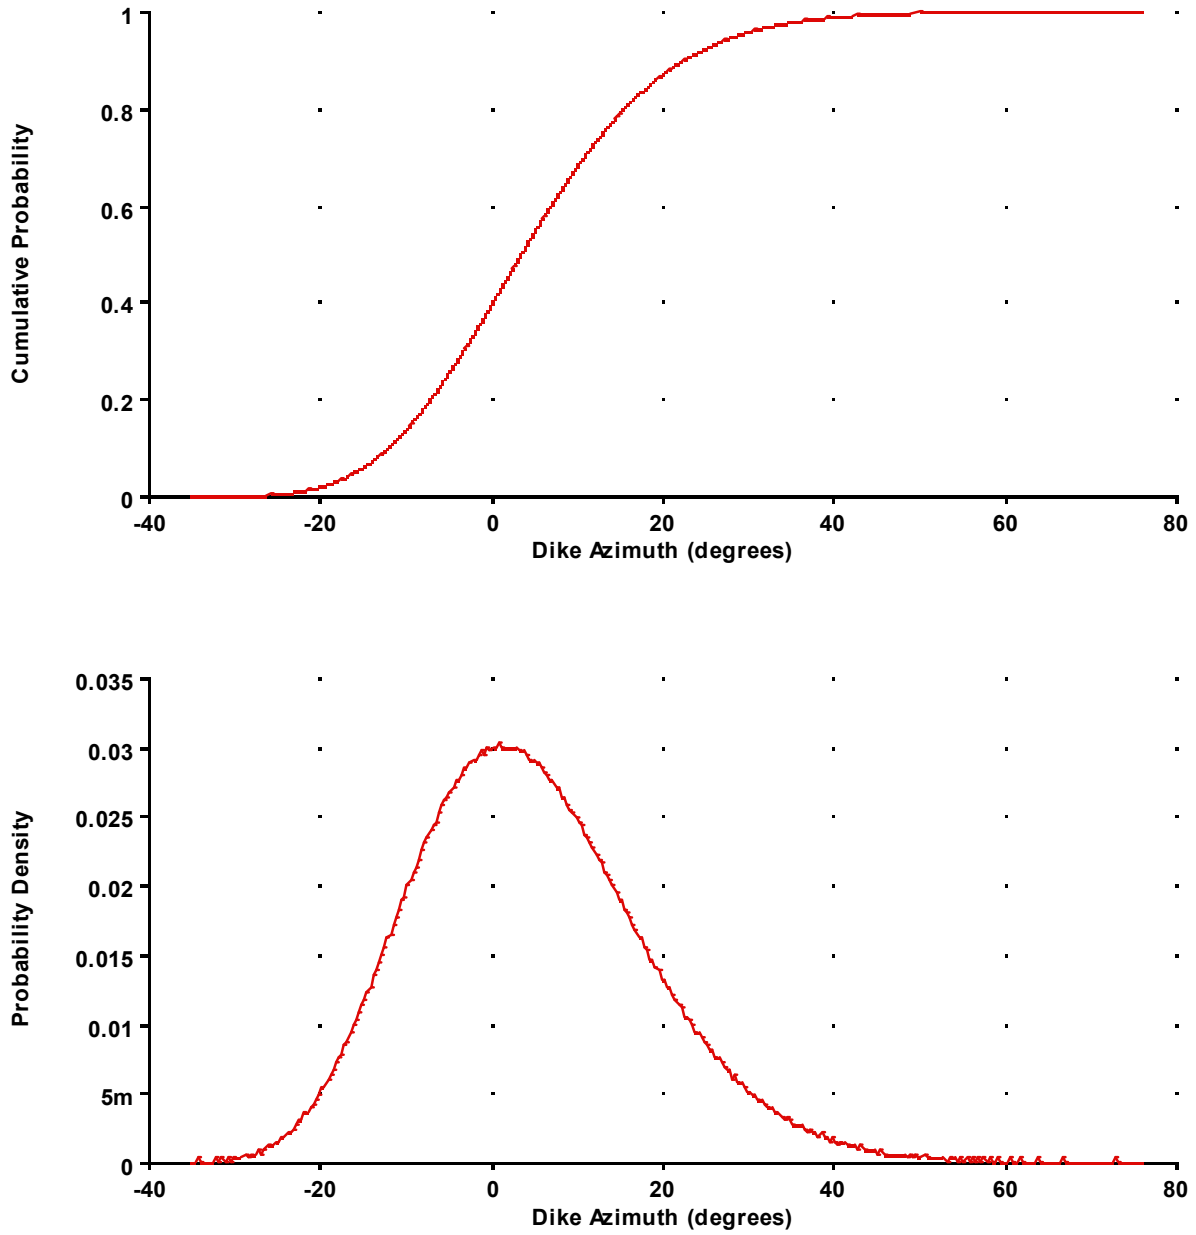 1
0.8
0.6
0.4
0.2
0
Cumulative Probability
-40 -20 0 20 40 60 80
Dike Azimuth (degrees)
0.035
0.03
0.025
0.02
0.015
0.01
5m
0
Probability Density
-40 -20 0 20 40 60 80
Dike Azimuth (degrees)